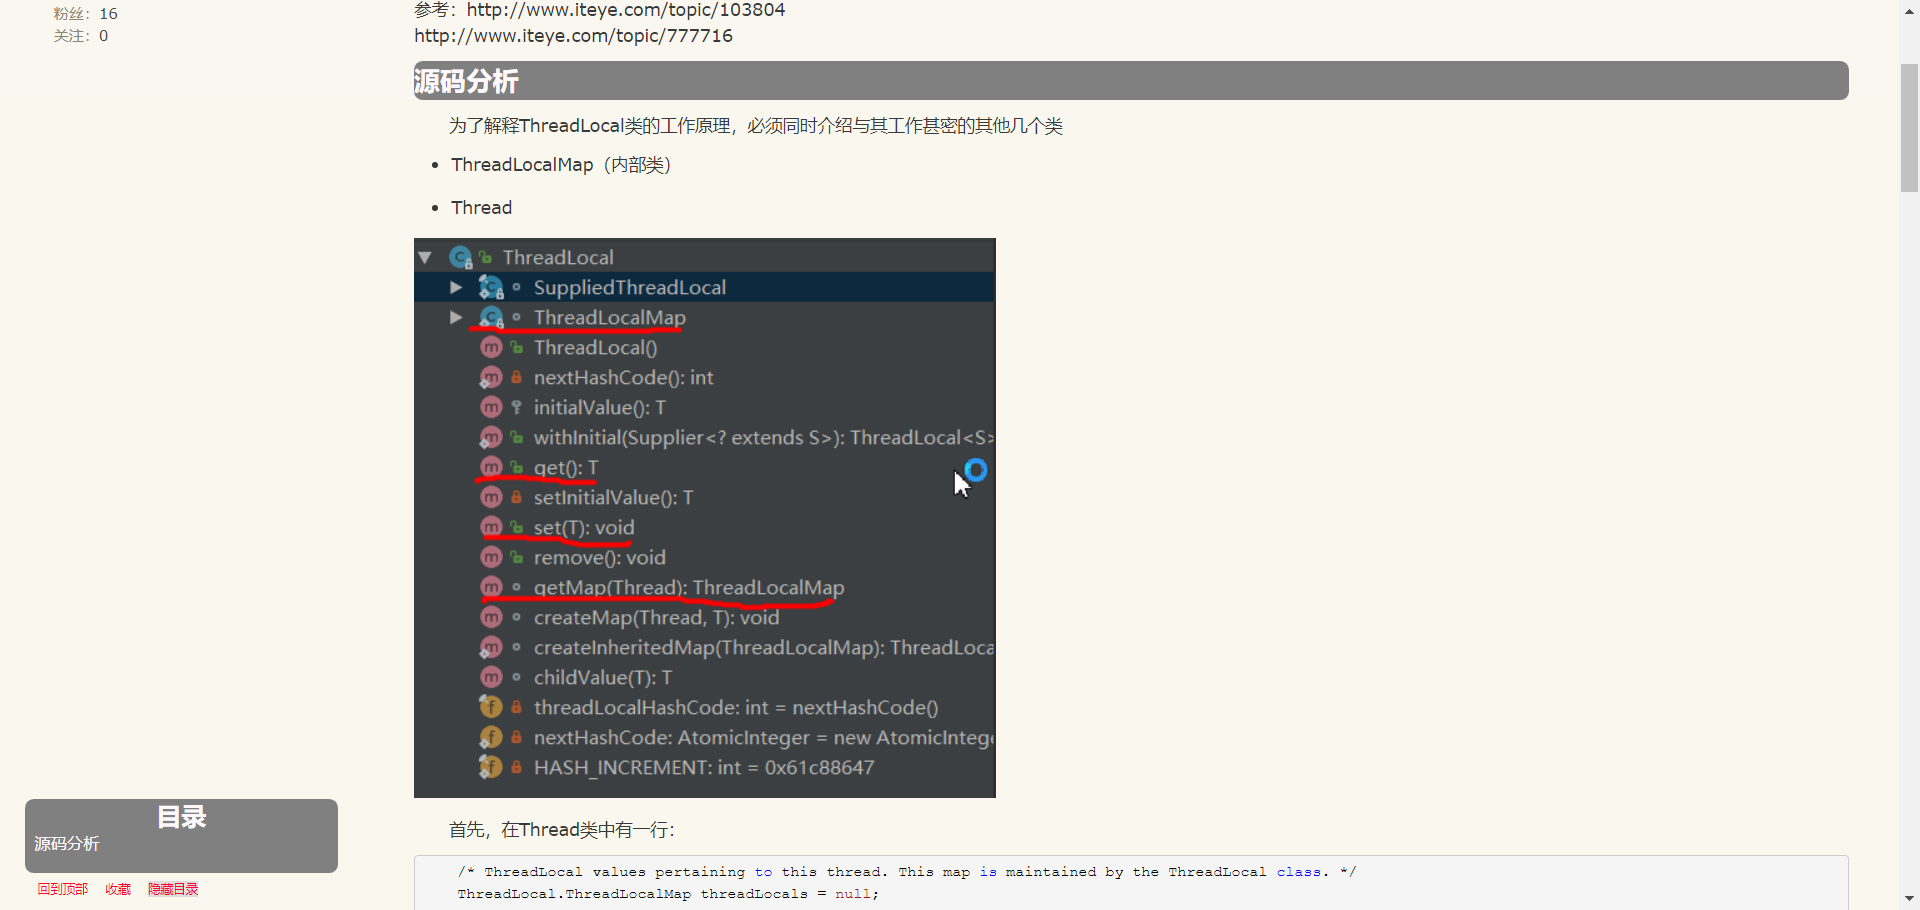 粉丝：16
关注：0
参考：http://www.iteye.com/topic/103804
http://www.iteye.com/topic/777716
源码分析
为了解释ThreadLocal类的工作原理，必须同时介绍与其工作甚密的其他几个类
ThreadLocalMap（内部类）
Thread
ThreadLocal
SuppliedThreadLocal
ThreadLocalMap
ThreadLocal()
nextHashCode(): int
initialValue(): T
withInitial(Supplier<? extends S>): ThreadLocal<S>
get(): T
setInitialValue(): T
set(T): void
remove(): void
getMap(Thread): ThreadLocalMap
createMap(Thread, T): void
createInheritedMap(ThreadLocalMap): ThreadLoca
childValue(T): T
threadLocalHashCode: int = nextHashCode()
nextHashCode: AtomicInteger = new AtomicIntege
HASH_INCREMENT: int = 0x61c88647
首先，在Thread类中有一行：
/* ThreadLocal values pertaining to this thread. This map is maintained by the ThreadLocal class. */
ThreadLocal.ThreadLocalMap threadLocals = null;
目录
源码分析
回到顶部 收藏 隐藏目录